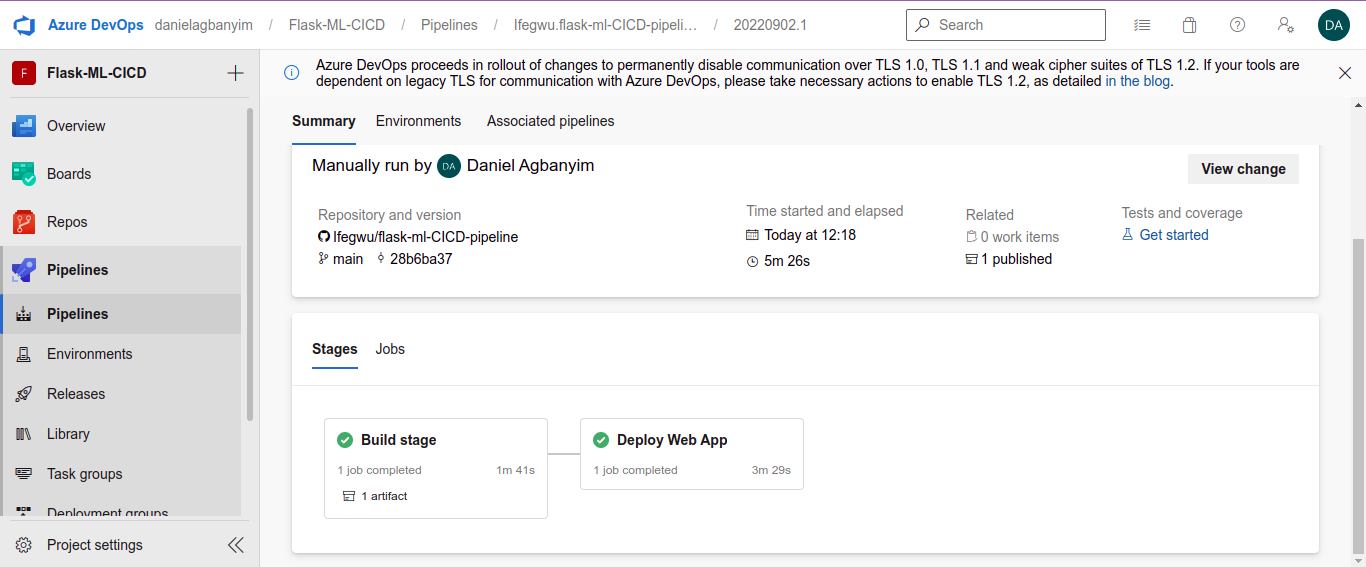 Azure DevOps danielagbanyim / Flask-ML-CICD / Pipelines / Ifegwu.flask-ml-CICD-pipeli... / 20220902.1 Search DA
F Flask-ML-CICD
Azure DevOps proceeds in rollout of changes to permanently disable communication over TLS 1.0, TLS 1.1 and weak cipher suites of TLS 1.2. If your tools are
dependent on legacy TLS for communication with Azure DevOps, please take necessary actions to enable TLS 1.2, as detailed in the blog.
Overview
Boards
Repos
Pipelines
Pipelines
Environments
Releases
Library
Task groups
Deployment groups
Project settings
Summary Environments Associated pipelines
Manually run by DA Daniel Agbanyim
View change
Repository and version
Ifegwu/flask-ml-CICD-pipeline
main 28b6ba37
Time started and elapsed
Today at 12:18
5m 26s
Related
0 work items
1 published
Tests and coverage
Get started
Stages Jobs
Build stage
1 job completed 1m 41s
1 artifact
Deploy Web App
1 job completed 3m 29s